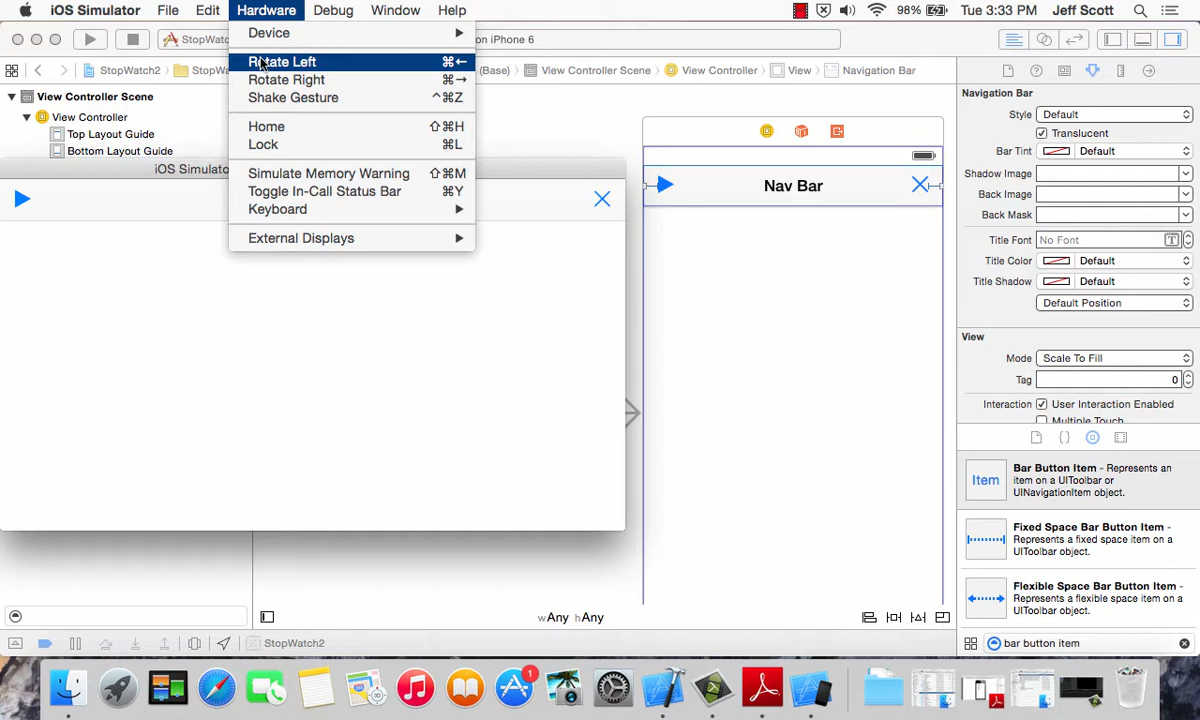 iOS Simulator File Edit Hardware Debug Window Help 98% Tue 3:33 PM Jeff Scott
Device
StopWatch2 on iPhone 6
Rotate Left ⌘←
Rotate Right ⌘→
Shake Gesture ^⌘Z
Home ⇧⌘H
Lock ⌘L
Simulate Memory Warning ⇧⌘M
Toggle In-Call Status Bar ⌘Y
Keyboard
External Displays
StopWatch2 (Base) View Controller Scene View Controller View Navigation Bar
View Controller Scene
View Controller
Top Layout Guide
Bottom Layout Guide
iOS Simulato
Nav Bar
Navigation Bar
Style Default
Translucent
Bar Tint Default
Shadow Image
Back Image
Back Mask
Title Font No Font T
Title Color Default
Title Shadow Default
Default Position
View
Mode Scale To Fill
Tag 0
Interaction User Interaction Enabled
Multiple Touch
Item
Bar Button Item - Represents an
item on a UIToolbar or
UINavigationItem object.
Fixed Space Bar Button Item -
Represents a fixed space item on a
UIToolbar object.
Flexible Space Bar Button Item -
Represents a flexible space item on a
UIToolbar object.
wAny hAny
StopWatch2
bar button item
1